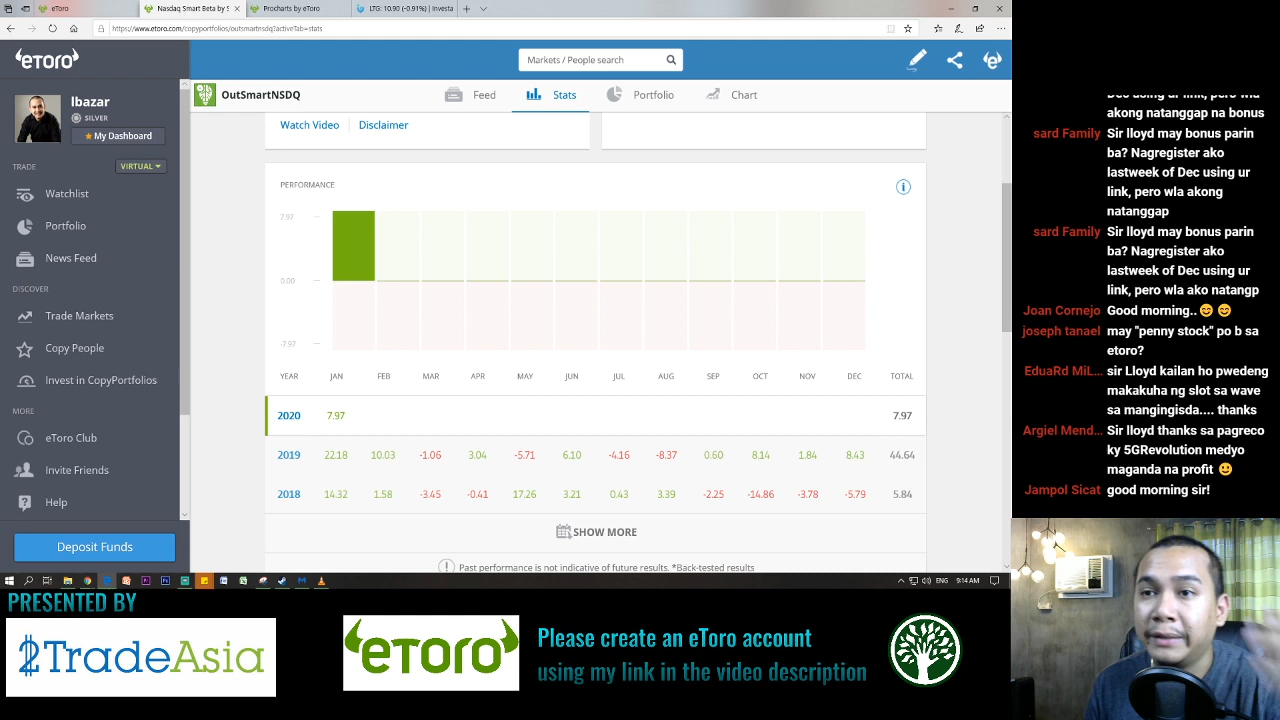 eToro
Nasdaq Smart Beta by S
Procharts by eToro
LTG: 10.90 (-0.91%) | Investa
https://www.etoro.com/copyportfolios/outsmartnsdq?activeTab=stats
eToro
Markets / People search
lbazar
SILVER
My Dashboard
OutSmartNSDQ
Feed
Stats
Portfolio
Chart
Watch Video
Disclaimer
TRADE
VIRTUAL
Watchlist
Portfolio
News Feed
DISCOVER
Trade Markets
Copy People
Invest in CopyPortfolios
MORE
eToro Club
Invite Friends
Help
Deposit Funds
PERFORMANCE
7.97
0.00
-7.97
YEAR JAN FEB MAR APR MAY JUN JUL AUG SEP OCT NOV DEC TOTAL
2020 7.97 7.97
2019 22.18 10.03 -1.06 3.04 -5.71 6.10 -4.16 -8.37 0.60 8.14 1.84 8.43 44.64
2018 14.32 1.58 -3.45 -0.41 17.26 3.21 0.43 3.39 -2.25 -14.86 -3.78 -5.79 5.84
SHOW MORE
Past performance is not indicative of future results. *Back-tested results
ENG 9:14 AM
Dec using ur link, pero wla
akong natanggap na bonus
sard Family Sir lloyd may bonus parin
ba? Nagregister ako
lastweek of Dec using ur
link, pero wla akong
natanggap
sard Family Sir lloyd may bonus parin
ba? Nagregister ako
lastweek of Dec using ur
link, pero wla ako natangp
Joan Cornejo Good morning..😊 😊
joseph tanael may "penny stock" po b sa
etoro?
EduaRd MiL... sir Lloyd kailan ho pwedeng
makakuha ng slot sa wave
sa mangingisda.... thanks
Argiel Mend... Sir lloyd thanks sa pagreco
ky 5GRevolution medyo
maganda na profit 🙂
Jampol Sicat good morning sir!
PRESENTED BY
2TradeAsia
eToro
Please create an eToro account
using my link in the video description